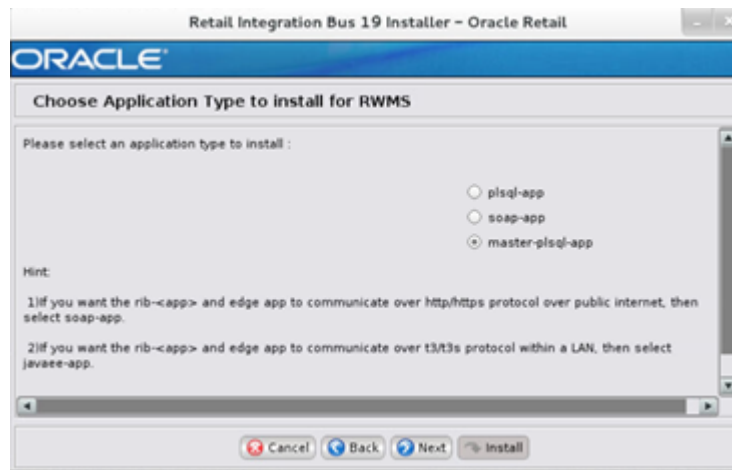 Retail Integration Bus 19 Installer – Oracle Retail
ORACLE®
Choose Application Type to install for RWMS
Please select an application type to install :
plsql-app
soap-app
master-plsql-app
Hint:
1)If you want the rib-<app> and edge app to communicate over http/https protocol over public internet, then
select soap-app.
2)If you want the rib-<app> and edge app to communicate over t3/t3s protocol within a LAN, then select
javaee-app.
Cancel Back Next Install